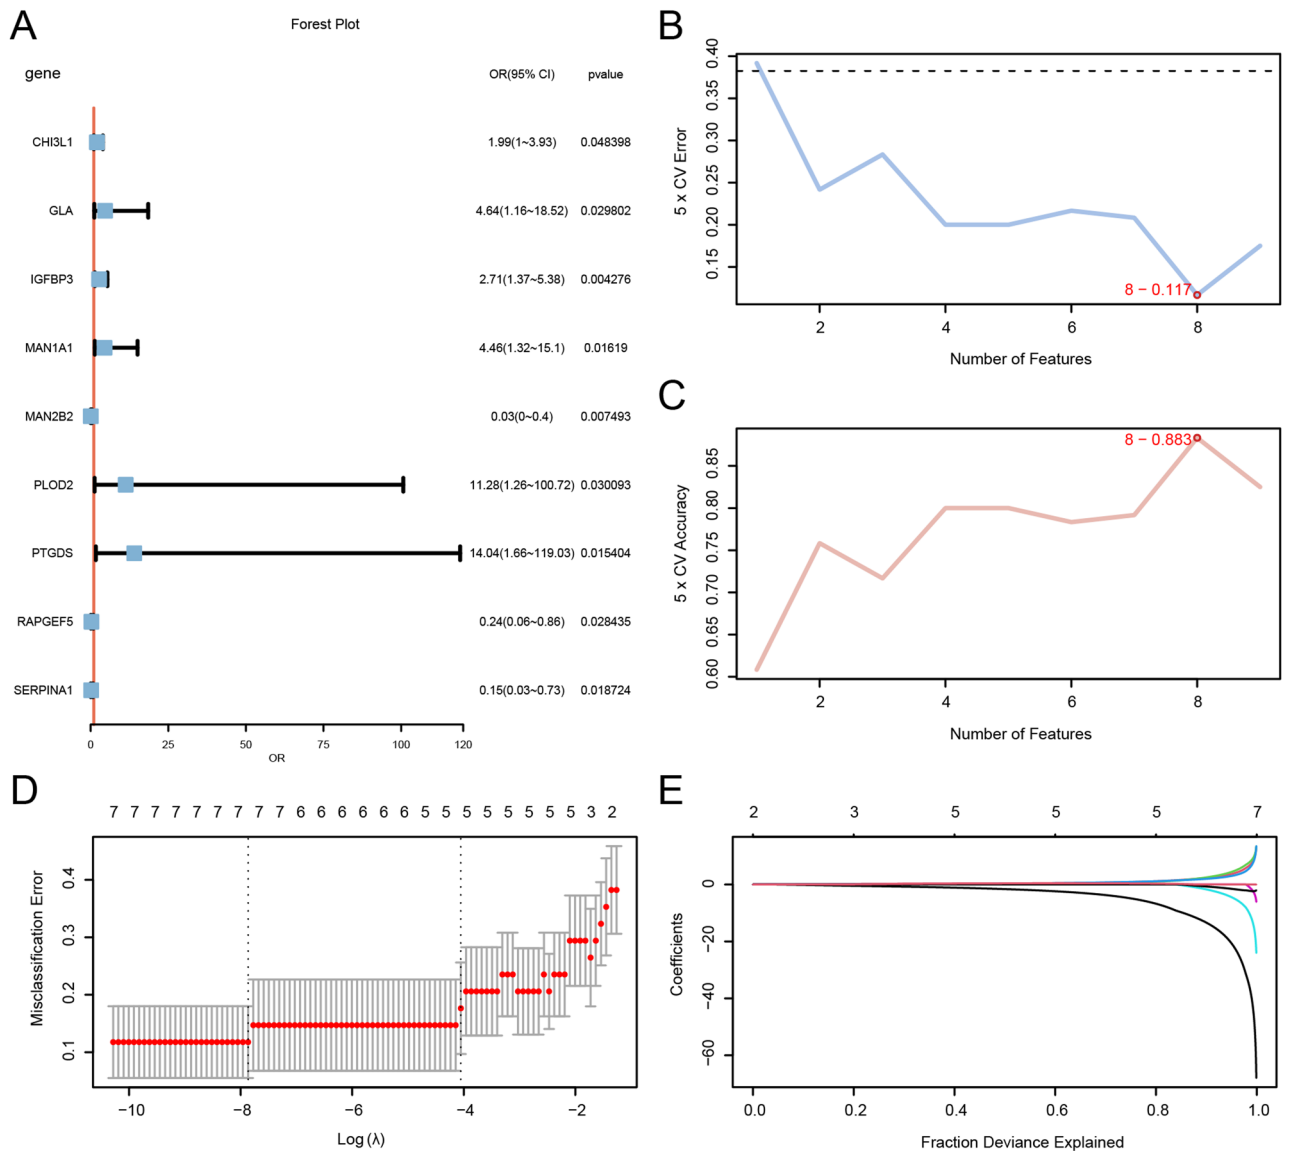 A
Forest Plot
gene OR(95% CI) pvalue
CHI3L1 1.99(1~3.93) 0.048398
GLA 4.64(1.16~18.52) 0.029802
IGFBP3 2.71(1.37~5.38) 0.004276
MAN1A1 4.46(1.32~15.1) 0.01619
MAN2B2 0.03(0~0.4) 0.007493
PLOD2 11.28(1.26~100.72) 0.030093
PTGDS 14.04(1.66~119.03) 0.015404
RAPGEF5 0.24(0.06~0.86) 0.028435
SERPINA1 0.15(0.03~0.73) 0.018724
0 25 50 75 100 120
OR
B
5 x CV Error
0.40
0.35
0.30
0.25
0.20
0.15
8 − 0.117
2 4 6 8
Number of Features
C
5 x CV Accuracy
0.85
0.80
0.75
0.70
0.65
0.60
8 − 0.883
2 4 6 8
Number of Features
D
7 7 7 7 7 7 7 7 7 6 6 6 6 6 6 5 5 5 5 5 5 5 5 3 2
Misclassification Error
0.4
0.3
0.2
0.1
−10 −8 −6 −4 −2
Log (λ)
E
2 3 5 5 5 7
Coefficients
0
−20
−40
−60
0.0 0.2 0.4 0.6 0.8 1.0
Fraction Deviance Explained